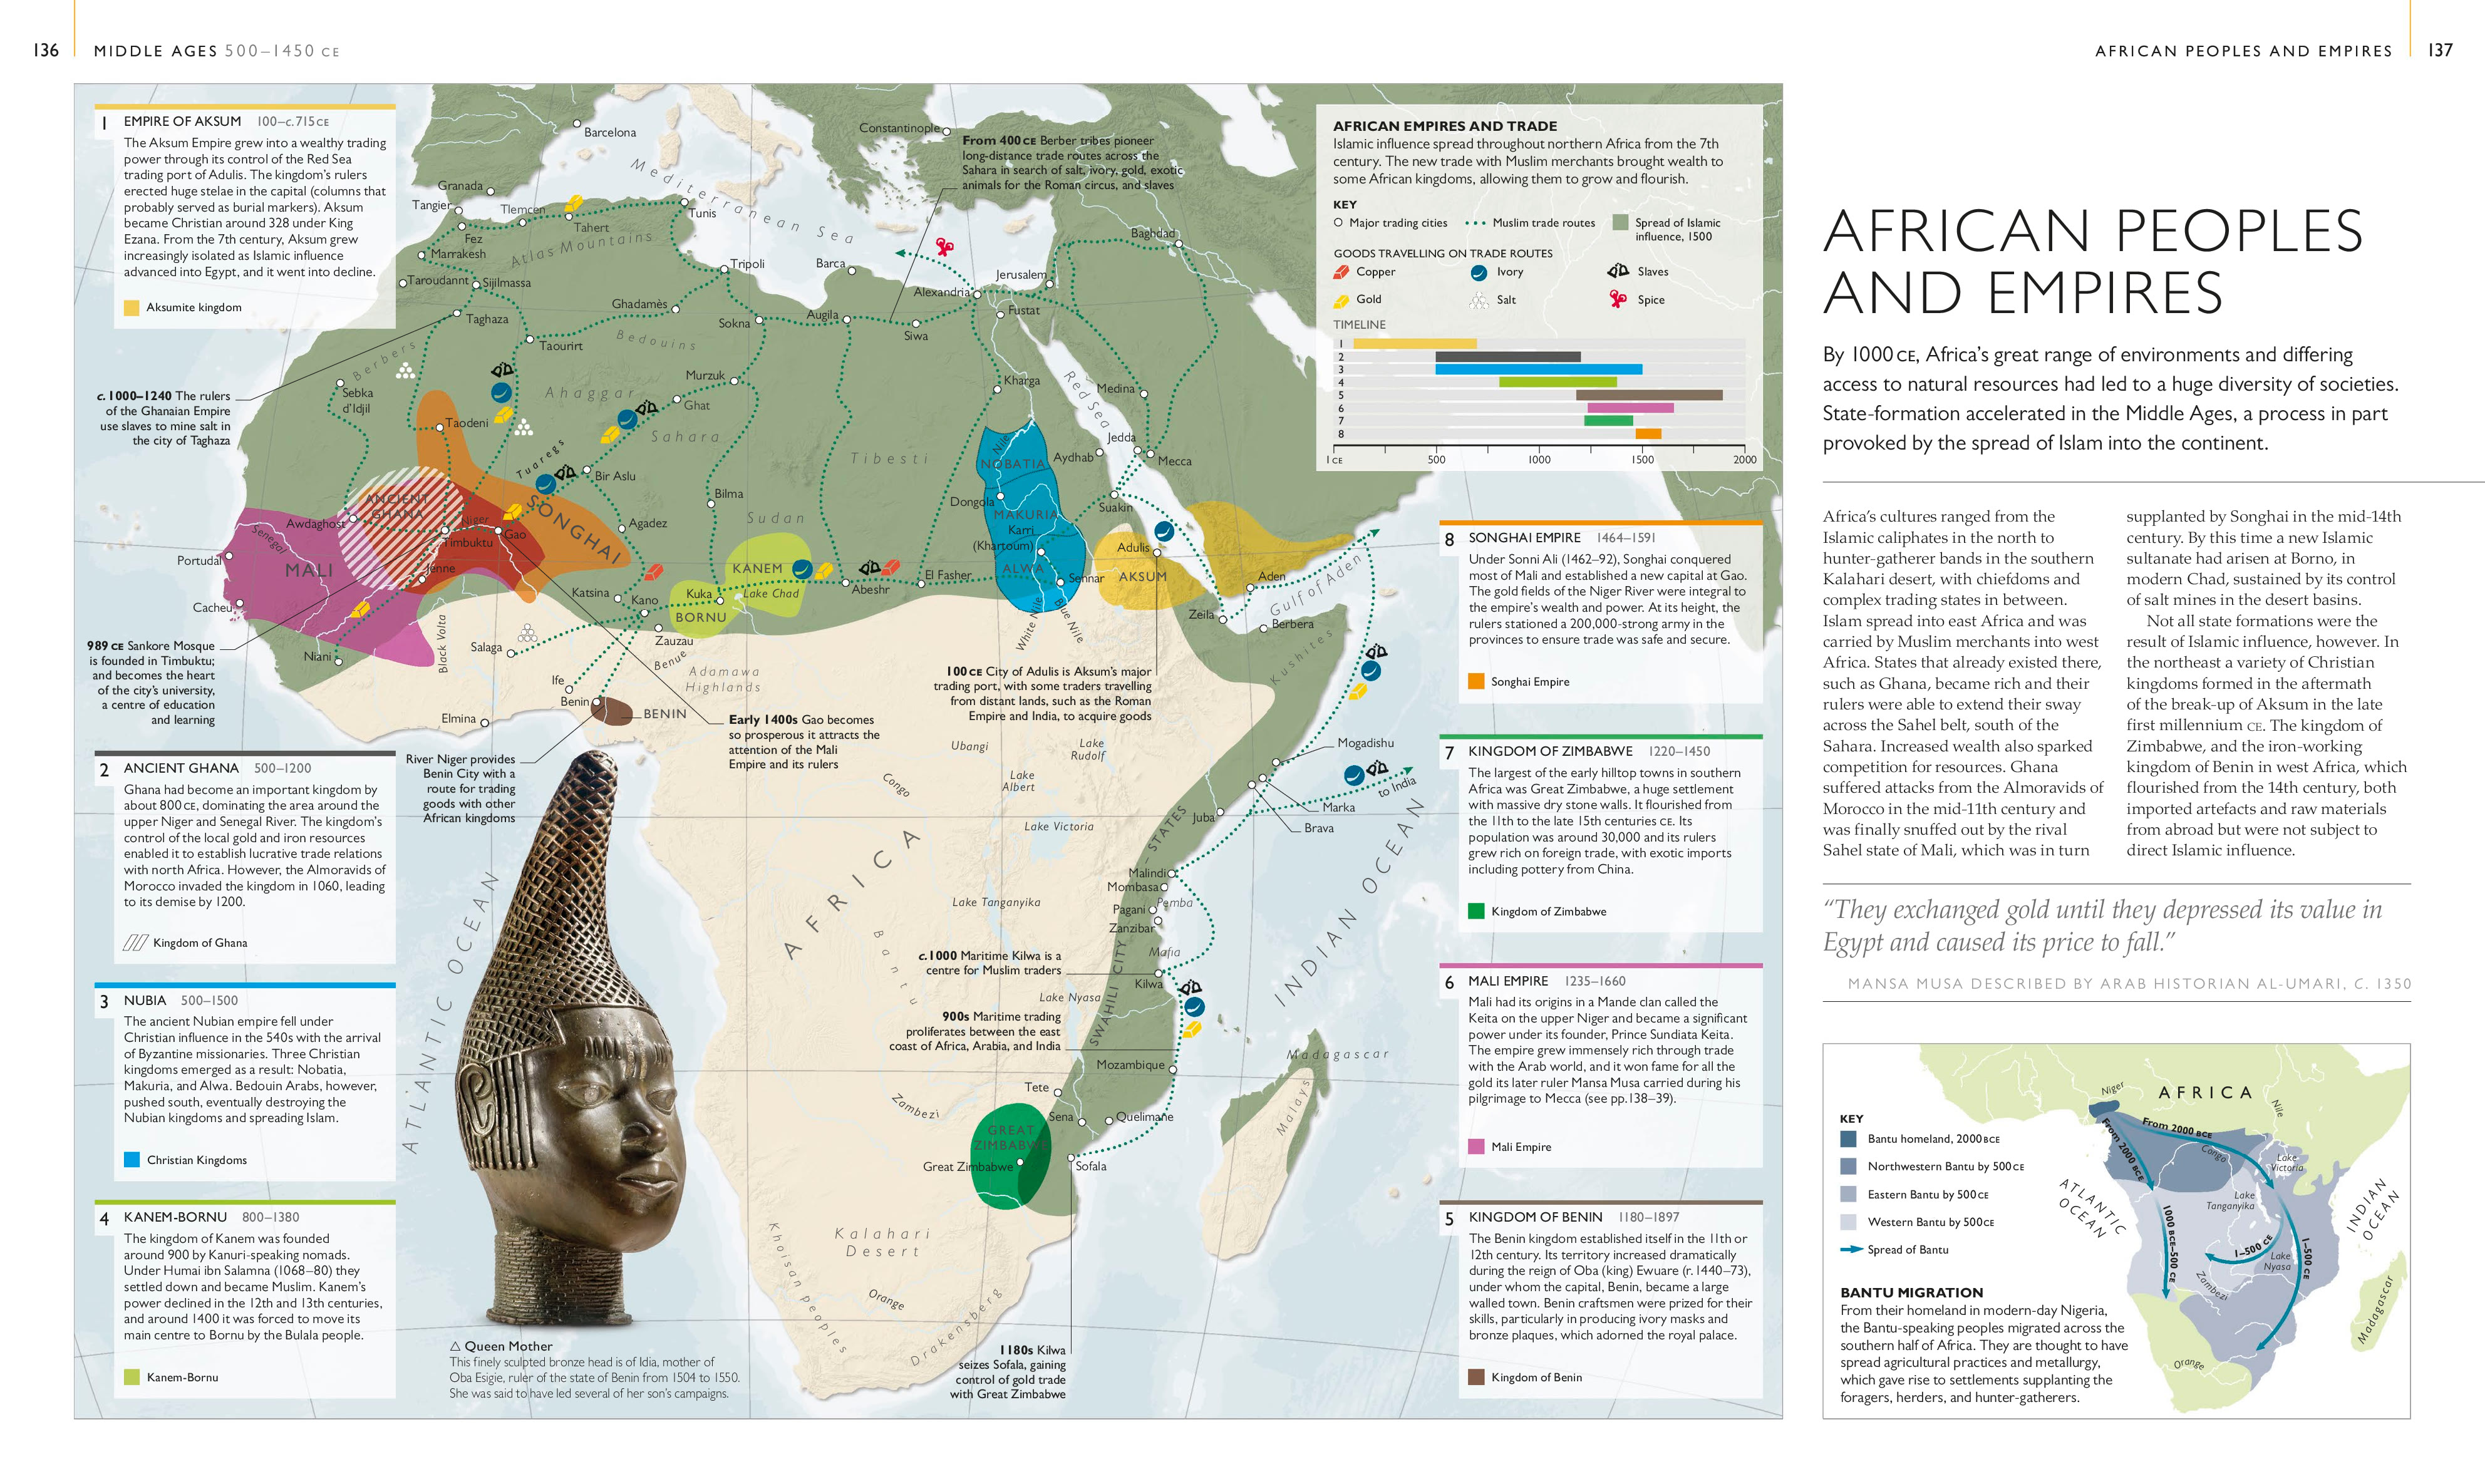 136 MIDDLE AGES 500–1450 CE
AFRICAN PEOPLES AND EMPIRES 137
1 EMPIRE OF AKSUM 100–c.715 CE
The Aksum Empire grew into a wealthy trading
power through its control of the Red Sea
trading port of Adulis. The kingdom's rulers
erected huge stelae in the capital (columns that
probably served as burial markers). Aksum
became Christian around 328 under King
Ezana. From the 7th century, Aksum grew
increasingly isolated as Islamic influence
advanced into Egypt, and it went into decline.
Aksumite kingdom
c. 1000–1240 The rulers
of the Ghanaian Empire
use slaves to mine salt in
the city of Taghaza
989 CE Sankore Mosque
is founded in Timbuktu;
and becomes the heart
of the city's university,
a centre of education
and learning
2 ANCIENT GHANA 500–1200
Ghana had become an important kingdom by
about 800 CE, dominating the area around the
upper Niger and Senegal River. The kingdom's
control of the local gold and iron resources
enabled it to establish lucrative trade relations
with north Africa. However, the Almoravids of
Morocco invaded the kingdom in 1060, leading
to its demise by 1200.
Kingdom of Ghana
3 NUBIA 500–1500
The ancient Nubian empire fell under
Christian influence in the 540s with the arrival
of Byzantine missionaries. Three Christian
kingdoms emerged as a result: Nobatia,
Makuria, and Alwa. Bedouin Arabs, however,
pushed south, eventually destroying the
Nubian kingdoms and spreading Islam.
Christian Kingdoms
4 KANEM-BORNU 800–1380
The kingdom of Kanem was founded
around 900 by Kanuri-speaking nomads.
Under Humai ibn Salamna (1068–80) they
settled down and became Muslim. Kanem's
power declined in the 12th and 13th centuries,
and around 1400 it was forced to move its
main centre to Bornu by the Bulala people.
Kanem-Bornu
Barcelona
Constantinople
From 400 CE Berber tribes pioneer
long-distance trade routes across the
Sahara in search of salt, ivory, gold, exotic
animals for the Roman circus, and slaves
Mediterranean Sea
Granada
Tangier
Tlemcen
Tahert
Tunis
Fez
Atlas Mountains
Marrakesh
Taroudannt
Sijilmassa
Tripoli
Barca
Baghdad
Jerusalem
Alexandria
Fustat
Ghadamès
Sokna
Augila
Siwa
Taghaza
Taourirt
Bedouins
Berbers
Sebka
d'Idjil
Ahaggar
Murzuk
Ghat
Kharga
Medina
Red Sea
Taodeni
Sahara
Tibesti
Jedda
Mecca
Aydhab
Nile
NOBATIA
Tuaregs
Bir Aslu
Bilma
Dongola
MAKURIA
Suakin
ANCIENT
GHANA
Awdaghost
Niger
SONGHAI
Agadez
Sudan
Karri
(Khartoum)
Senegal
Timbuktu
Gao
Portudal
MALI
Jenne
KANEM
Lake Chad
Abeshr
El Fasher
ALWA
Sennar
Adulis
AKSUM
Aden
Gulf of Aden
Cacheu
Katsina
Kano
Kuka
BORNU
Zauzau
White Nile
Blue Nile
Zeila
Berbera
Kushites
Niani
Black Volta
Salaga
Benue
Adamawa
Highlands
Ife
Benin
BENIN
Elmina
100 CE City of Adulis is Aksum's major
trading port, with some traders travelling
from distant lands, such as the Roman
Empire and India, to acquire goods
Early 1400s Gao becomes
so prosperous it attracts the
attention of the Mali
Empire and its rulers
River Niger provides
Benin City with a
route for trading
goods with other
African kingdoms
Ubangi
Lake
Rudolf
Lake
Albert
Congo
Lake Victoria
Mogadishu
to India
Marka
Brava
Juba
AFRICA
Malindi
Mombasa
Lake Tanganyika
Pagani
Pemba
Zanzibar
Bantu
SWAHILI CITY – STATES
c.1000 Maritime Kilwa is a
centre for Muslim traders
Mafia
Kilwa
Lake Nyasa
900s Maritime trading
proliferates between the east
coast of Africa, Arabia, and India
INDIAN OCEAN
ATLANTIC OCEAN
Madagascar
Malays
Mozambique
Tete
Zambezi
Sena
Quelimane
GREAT
ZIMBABWE
Great Zimbabwe
Sofala
Kalahari
Desert
Khoisan peoples
Orange
Drakensberg
1180s Kilwa
seizes Sofala, gaining
control of gold trade
with Great Zimbabwe
△ Queen Mother
This finely sculpted bronze head is of Idia, mother of
Oba Esigie, ruler of the state of Benin from 1504 to 1550.
She was said to have led several of her son's campaigns.
AFRICAN EMPIRES AND TRADE
Islamic influence spread throughout northern Africa from the 7th
century. The new trade with Muslim merchants brought wealth to
some African kingdoms, allowing them to grow and flourish.
KEY
Major trading cities
Muslim trade routes
Spread of Islamic
influence, 1500
GOODS TRAVELLING ON TRADE ROUTES
Copper
Ivory
Slaves
Gold
Salt
Spice
TIMELINE
1
2
3
4
5
6
7
8
1 CE 500 1000 1500 2000
8 SONGHAI EMPIRE 1464–1591
Under Sonni Ali (1462–92), Songhai conquered
most of Mali and established a new capital at Gao.
The gold fields of the Niger River were integral to
the empire's wealth and power. At its height, the
rulers stationed a 200,000-strong army in the
provinces to ensure trade was safe and secure.
Songhai Empire
7 KINGDOM OF ZIMBABWE 1220–1450
The largest of the early hilltop towns in southern
Africa was Great Zimbabwe, a huge settlement
with massive dry stone walls. It flourished from
the 11th to the late 15th centuries CE. Its
population was around 30,000 and its rulers
grew rich on foreign trade, with exotic imports
including pottery from China.
Kingdom of Zimbabwe
6 MALI EMPIRE 1235–1660
Mali had its origins in a Mande clan called the
Keita on the upper Niger and became a significant
power under its founder, Prince Sundiata Keita.
The empire grew immensely rich through trade
with the Arab world, and it won fame for all the
gold its later ruler Mansa Musa carried during his
pilgrimage to Mecca (see pp.138–39).
Mali Empire
5 KINGDOM OF BENIN 1180–1897
The Benin kingdom established itself in the 11th or
12th century. Its territory increased dramatically
during the reign of Oba (king) Ewuare (r. 1440–73),
under whom the capital, Benin, became a large
walled town. Benin craftsmen were prized for their
skills, particularly in producing ivory masks and
bronze plaques, which adorned the royal palace.
Kingdom of Benin
AFRICAN PEOPLES
AND EMPIRES
By 1000 CE, Africa's great range of environments and differing
access to natural resources had led to a huge diversity of societies.
State-formation accelerated in the Middle Ages, a process in part
provoked by the spread of Islam into the continent.
Africa's cultures ranged from the
Islamic caliphates in the north to
hunter-gatherer bands in the southern
Kalahari desert, with chiefdoms and
complex trading states in between.
Islam spread into east Africa and was
carried by Muslim merchants into west
Africa. States that already existed there,
such as Ghana, became rich and their
rulers were able to extend their sway
across the Sahel belt, south of the
Sahara. Increased wealth also sparked
competition for resources. Ghana
suffered attacks from the Almoravids of
Morocco in the mid-11th century and
was finally snuffed out by the rival
Sahel state of Mali, which was in turn
supplanted by Songhai in the mid-14th
century. By this time a new Islamic
sultanate had arisen at Borno, in
modern Chad, sustained by its control
of salt mines in the desert basins.
Not all state formations were the
result of Islamic influence, however. In
the northeast a variety of Christian
kingdoms formed in the aftermath
of the break-up of Aksum in the late
first millennium CE. The kingdom of
Zimbabwe, and the iron-working
kingdom of Benin in west Africa, which
flourished from the 14th century, both
imported artefacts and raw materials
from abroad but were not subject to
direct Islamic influence.
“They exchanged gold until they depressed its value in
Egypt and caused its price to fall.”
MANSA MUSA DESCRIBED BY ARAB HISTORIAN AL-UMARI, C. 1350
KEY
Bantu homeland, 2000 BCE
Northwestern Bantu by 500 CE
Eastern Bantu by 500 CE
Western Bantu by 500 CE
Spread of Bantu
BANTU MIGRATION
From their homeland in modern-day Nigeria,
the Bantu-speaking peoples migrated across the
southern half of Africa. They are thought to have
spread agricultural practices and metallurgy,
which gave rise to settlements supplanting the
foragers, herders, and hunter-gatherers.
Niger
AFRICA
Nile
From 2000 BCE
From 2000 BCE
Congo
Lake
Victoria
Lake
Tanganyika
ATLANTIC
OCEAN
INDIAN
OCEAN
1000 BCE–500 CE
1–500 CE
1–500 CE
Lake
Nyasa
Zambezi
Orange
Madagascar